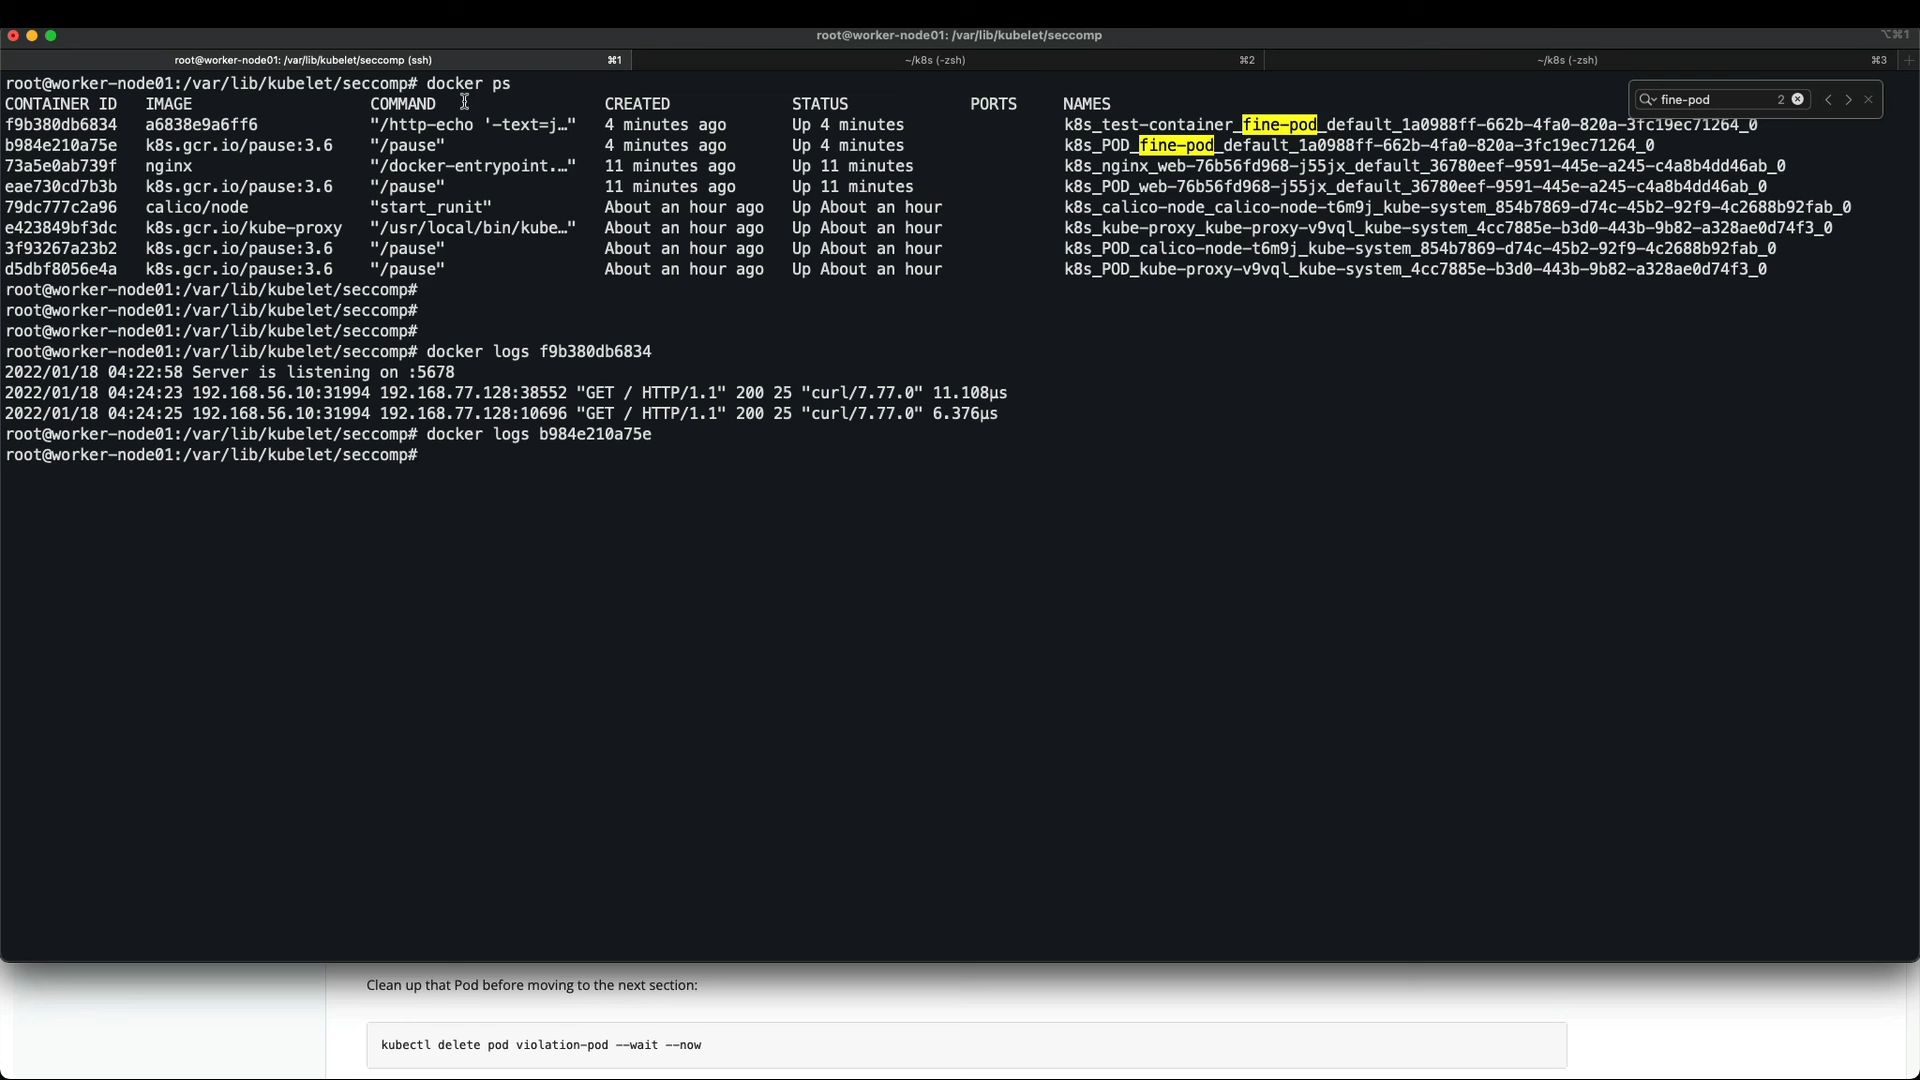 root@worker-node01: /var/lib/kubelet/seccomp
⌥⌘1
root@worker-node01: /var/lib/kubelet/seccomp (ssh) ⌘1 ~/k8s (-zsh) ⌘2 ~/k8s (-zsh) ⌘3 +
root@worker-node01:/var/lib/kubelet/seccomp# docker ps
fine-pod 2
CONTAINER ID IMAGE COMMAND CREATED STATUS PORTS NAMES
f9b380db6834 a6838e9a6ff6 "/http-echo '-text=j…" 4 minutes ago Up 4 minutes k8s_test-container_fine-pod_default_1a0988ff-662b-4fa0-820a-3fc19ec71264_0
b984e210a75e k8s.gcr.io/pause:3.6 "/pause" 4 minutes ago Up 4 minutes k8s_POD_fine-pod_default_1a0988ff-662b-4fa0-820a-3fc19ec71264_0
73a5e0ab739f nginx "/docker-entrypoint.…" 11 minutes ago Up 11 minutes k8s_nginx_web-76b56fd968-j55jx_default_36780eef-9591-445e-a245-c4a8b4dd46ab_0
eae730cd7b3b k8s.gcr.io/pause:3.6 "/pause" 11 minutes ago Up 11 minutes k8s_POD_web-76b56fd968-j55jx_default_36780eef-9591-445e-a245-c4a8b4dd46ab_0
79dc777c2a96 calico/node "start_runit" About an hour ago Up About an hour k8s_calico-node_calico-node-t6m9j_kube-system_854b7869-d74c-45b2-92f9-4c2688b92fab_0
e423849bf3dc k8s.gcr.io/kube-proxy "/usr/local/bin/kube…" About an hour ago Up About an hour k8s_kube-proxy_kube-proxy-v9vql_kube-system_4cc7885e-b3d0-443b-9b82-a328ae0d74f3_0
3f93267a23b2 k8s.gcr.io/pause:3.6 "/pause" About an hour ago Up About an hour k8s_POD_calico-node-t6m9j_kube-system_854b7869-d74c-45b2-92f9-4c2688b92fab_0
d5dbf8056e4a k8s.gcr.io/pause:3.6 "/pause" About an hour ago Up About an hour k8s_POD_kube-proxy-v9vql_kube-system_4cc7885e-b3d0-443b-9b82-a328ae0d74f3_0
root@worker-node01:/var/lib/kubelet/seccomp#
root@worker-node01:/var/lib/kubelet/seccomp#
root@worker-node01:/var/lib/kubelet/seccomp#
root@worker-node01:/var/lib/kubelet/seccomp# docker logs f9b380db6834
2022/01/18 04:22:58 Server is listening on :5678
2022/01/18 04:24:23 192.168.56.10:31994 192.168.77.128:38552 "GET / HTTP/1.1" 200 25 "curl/7.77.0" 11.108µs
2022/01/18 04:24:25 192.168.56.10:31994 192.168.77.128:10696 "GET / HTTP/1.1" 200 25 "curl/7.77.0" 6.376µs
root@worker-node01:/var/lib/kubelet/seccomp# docker logs b984e210a75e
root@worker-node01:/var/lib/kubelet/seccomp#
Clean up that Pod before moving to the next section:
kubectl delete pod violation-pod --wait --now